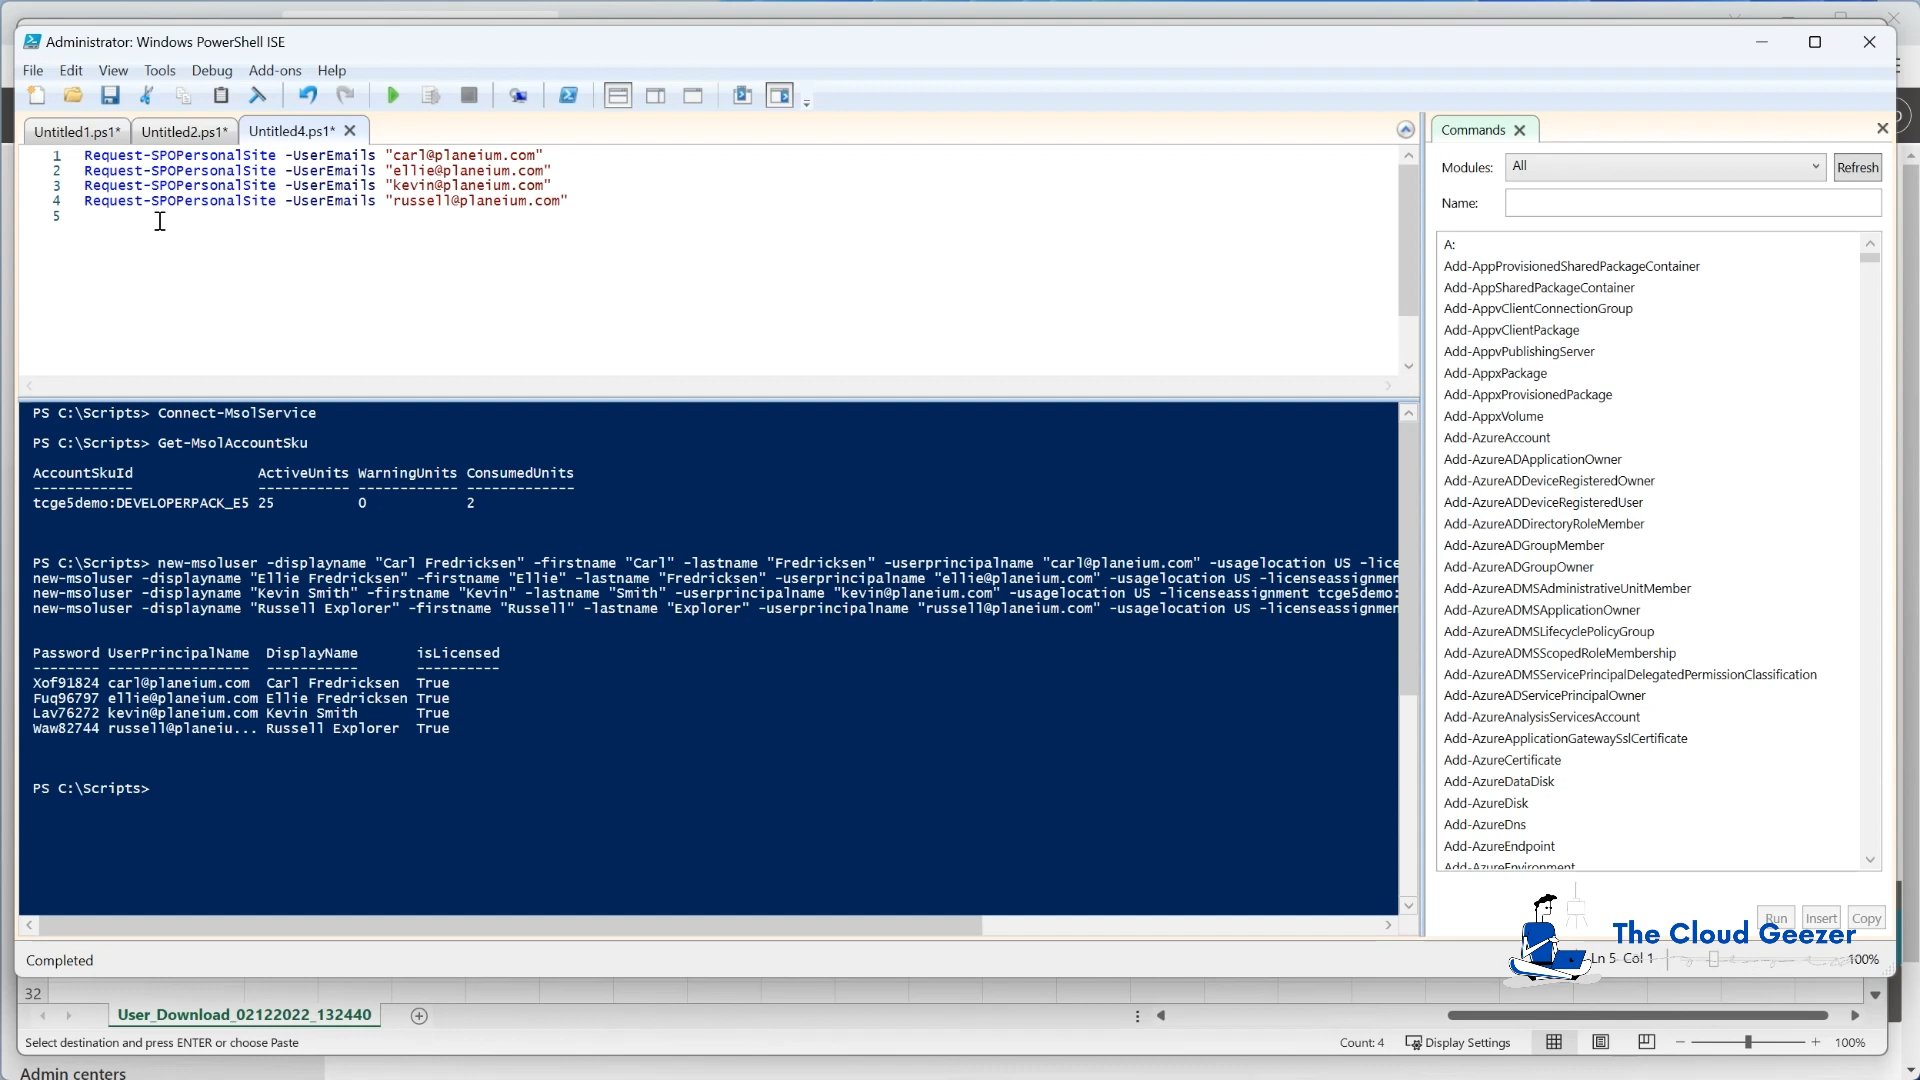 Administrator: Windows PowerShell ISE
File Edit View Tools Debug Add-ons Help
Untitled1.ps1* Untitled2.ps1* Untitled4.ps1*
1 Request-SPOPersonalSite -UserEmails "carl@planeium.com"
2 Request-SPOPersonalSite -UserEmails "ellie@planeium.com"
3 Request-SPOPersonalSite -UserEmails "kevin@planeium.com"
4 Request-SPOPersonalSite -UserEmails "russell@planeium.com"
5
PS C:\Scripts> Connect-MsolService
PS C:\Scripts> Get-MsolAccountSku
AccountSkuId ActiveUnits WarningUnits ConsumedUnits
------------ ----------- ------------ -------------
tcge5demo:DEVELOPERPACK_E5 25 0 2
PS C:\Scripts> new-msoluser -displayname "Carl Fredricksen" -firstname "Carl" -lastname "Fredricksen" -userprincipalname "carl@planeium.com" -usagelocation US -lice
new-msoluser -displayname "Ellie Fredricksen" -firstname "Ellie" -lastname "Fredricksen" -userprincipalname "ellie@planeium.com" -usagelocation US -licenseassignmen
new-msoluser -displayname "Kevin Smith" -firstname "Kevin" -lastname "Smith" -userprincipalname "kevin@planeium.com" -usagelocation US -licenseassignment tcge5demo:
new-msoluser -displayname "Russell Explorer" -firstname "Russell" -lastname "Explorer" -userprincipalname "russell@planeium.com" -usagelocation US -licenseassignmen
Password UserPrincipalName DisplayName isLicensed
-------- ----------------- ----------- ----------
Xof91824 carl@planeium.com Carl Fredricksen True
Fuq96797 ellie@planeium.com Ellie Fredricksen True
Lav76272 kevin@planeium.com Kevin Smith True
Waw82744 russell@planeiu... Russell Explorer True
PS C:\Scripts>
Completed
Ln 5 Col 1 100%
Commands
Modules: All Refresh
Name:
A:
Add-AppProvisionedSharedPackageContainer
Add-AppSharedPackageContainer
Add-AppvClientConnectionGroup
Add-AppvClientPackage
Add-AppvPublishingServer
Add-AppxPackage
Add-AppxProvisionedPackage
Add-AppxVolume
Add-AzureAccount
Add-AzureADApplicationOwner
Add-AzureADDeviceRegisteredOwner
Add-AzureADDeviceRegisteredUser
Add-AzureADDirectoryRoleMember
Add-AzureADGroupMember
Add-AzureADGroupOwner
Add-AzureADMSAdministrativeUnitMember
Add-AzureADMSApplicationOwner
Add-AzureADMSLifecyclePolicyGroup
Add-AzureADMSScopedRoleMembership
Add-AzureADMSServicePrincipalDelegatedPermissionClassification
Add-AzureADServicePrincipalOwner
Add-AzureAnalysisServicesAccount
Add-AzureApplicationGatewaySslCertificate
Add-AzureCertificate
Add-AzureDataDisk
Add-AzureDisk
Add-AzureDns
Add-AzureEndpoint
Add-AzureEnvironment
Run Insert Copy
The Cloud Geezer
32
User_Download_02122022_132440
Select destination and press ENTER or choose Paste
Count: 4 Display Settings 100%
Admin centers